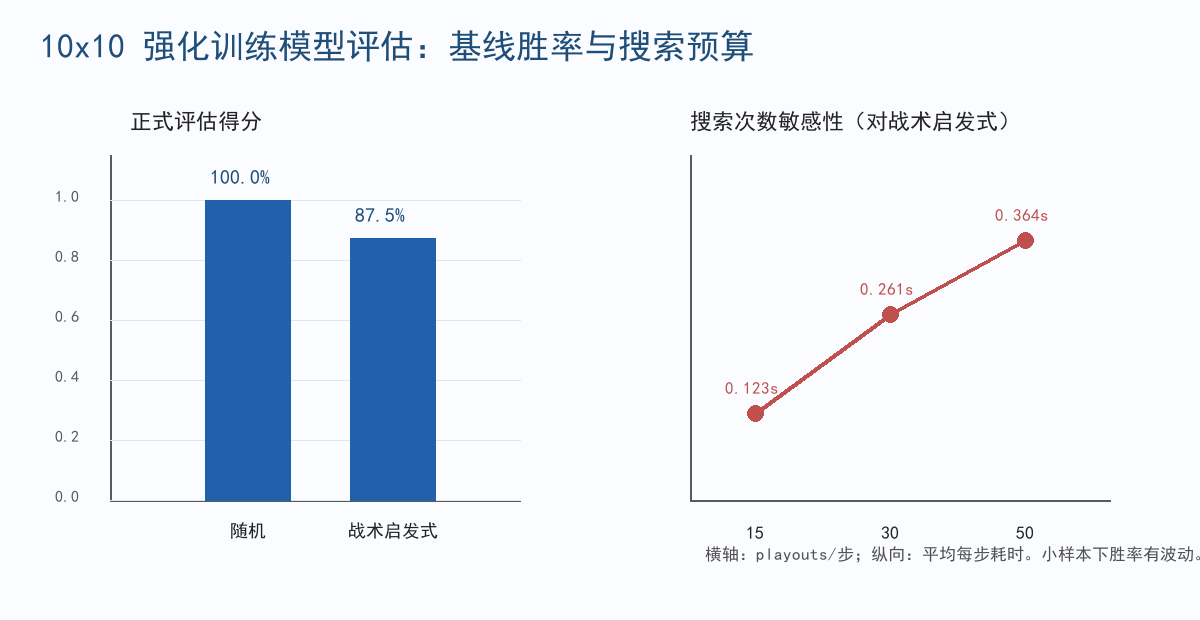 10x10 强化训练模型评估：基线胜率与搜索预算
正式评估得分
100.0%
87.5%
1.0
0.8
0.6
0.4
0.2
0.0
随机
战术启发式
搜索次数敏感性（对战术启发式）
0.364s
0.261s
0.123s
15
30
50
横轴：playouts/步；纵向：平均每步耗时。小样本下胜率有波动。